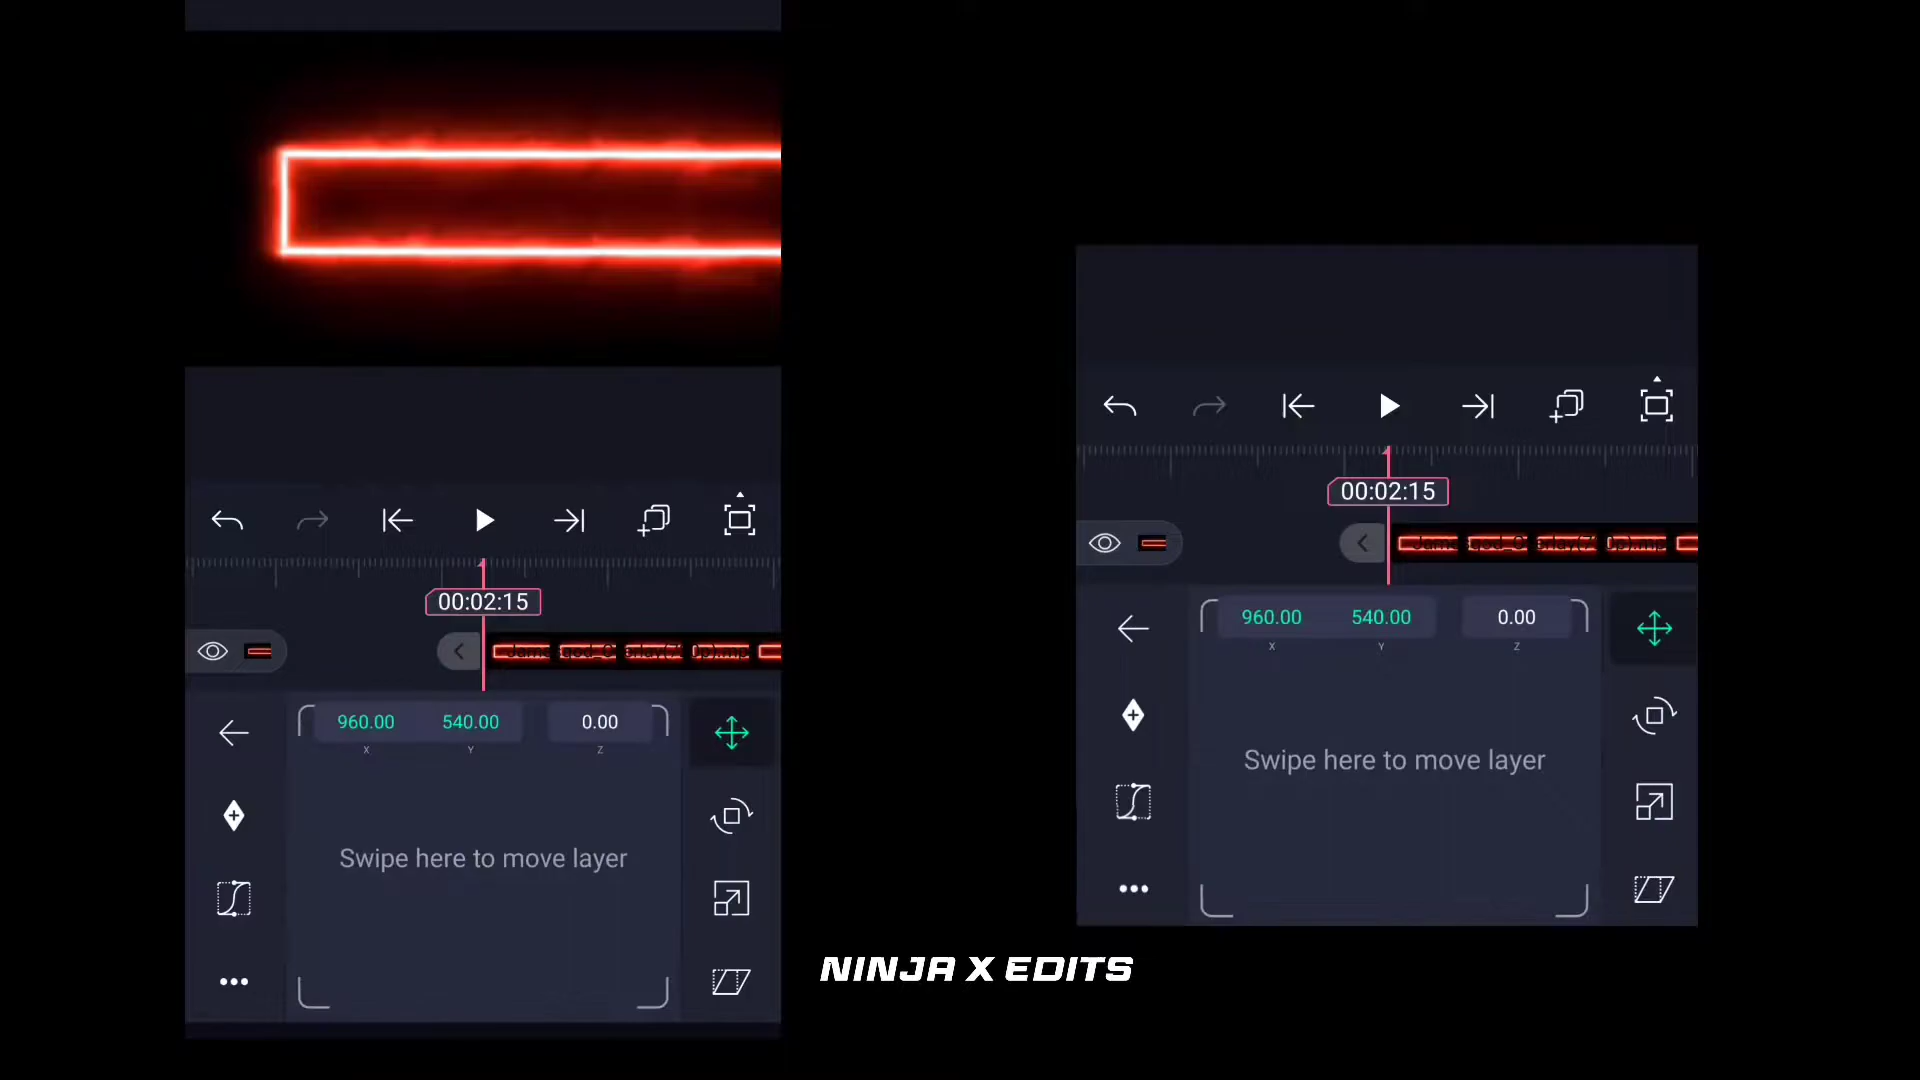 00:02:15
960.00 540.00 0.00
X Y Z
Swipe here to move layer
00:02:15
960.00 540.00 0.00
X Y Z
Swipe here to move layer
NINJA X EDITS